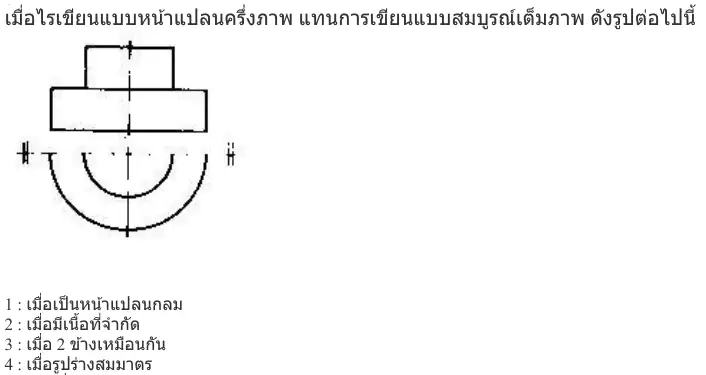 เมื่อไรเขียนแบบหน้าแปลนครึ่งภาพ แทนการเขียนแบบสมบูรณ์เต็มภาพ ดังรูปต่อไปนี้
1 : เมื่อเป็นหน้าแปลนกลม
2 : เมื่อมีเนื้อที่จำกัด
3 : เมื่อ 2 ข้างเหมือนกัน
4 : เมื่อรูปร่างสมมาตร